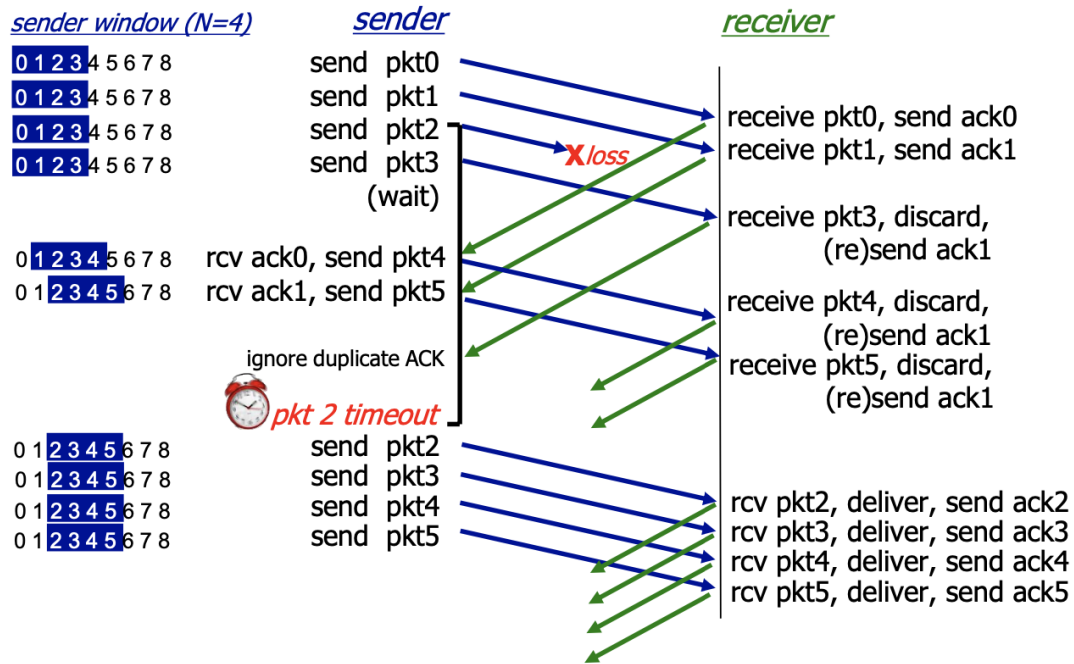 sender window (N=4)
sender
receiver
0 1 2 3 4 5 6 7 8
send pkt0
0 1 2 3 4 5 6 7 8
send pkt1
receive pkt0, send ack0
0 1 2 3 4 5 6 7 8
send pkt2
receive pkt1, send ack1
X loss
0 1 2 3 4 5 6 7 8
send pkt3
(wait)
receive pkt3, discard,
(re)send ack1
0 1 2 3 4 5 6 7 8
rcv ack0, send pkt4
0 1 2 3 4 5 6 7 8
rcv ack1, send pkt5
receive pkt4, discard,
(re)send ack1
ignore duplicate ACK
receive pkt5, discard,
(re)send ack1
pkt 2 timeout
0 1 2 3 4 5 6 7 8
send pkt2
0 1 2 3 4 5 6 7 8
send pkt3
0 1 2 3 4 5 6 7 8
send pkt4
0 1 2 3 4 5 6 7 8
send pkt5
rcv pkt2, deliver, send ack2
rcv pkt3, deliver, send ack3
rcv pkt4, deliver, send ack4
rcv pkt5, deliver, send ack5